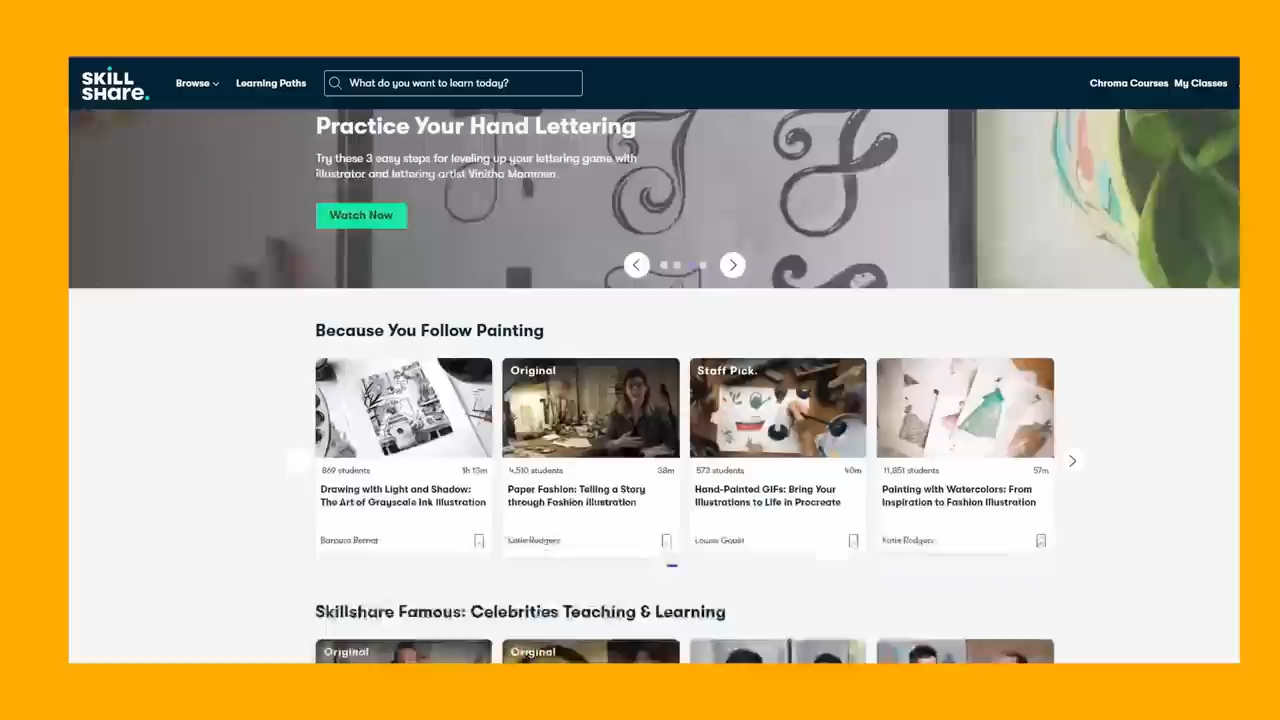 SKILL
SHare.
Browse
Learning Paths
What do you want to learn today?
Chroma Courses
My Classes
Practice Your Hand Lettering
Try these 3 easy steps for leveling up your lettering game with
illustrator and lettering artist Vinitha Mammen.
Watch Now
Because You Follow Painting
869 students
1h 13m
Drawing with Light and Shadow:
The Art of Grayscale Ink Illustration
Barbara Bernat
Original
4,510 students
38m
Paper Fashion: Telling a Story
through Fashion Illustration
Katie Rodgers
Staff Pick.
573 students
40m
Hand-Painted GIFs: Bring Your
Illustrations to Life in Procreate
11,851 students
57m
Painting with Watercolors: From
Inspiration to Fashion Illustration
Katie Rodgers
Skillshare Famous: Celebrities Teaching & Learning
Original
Original